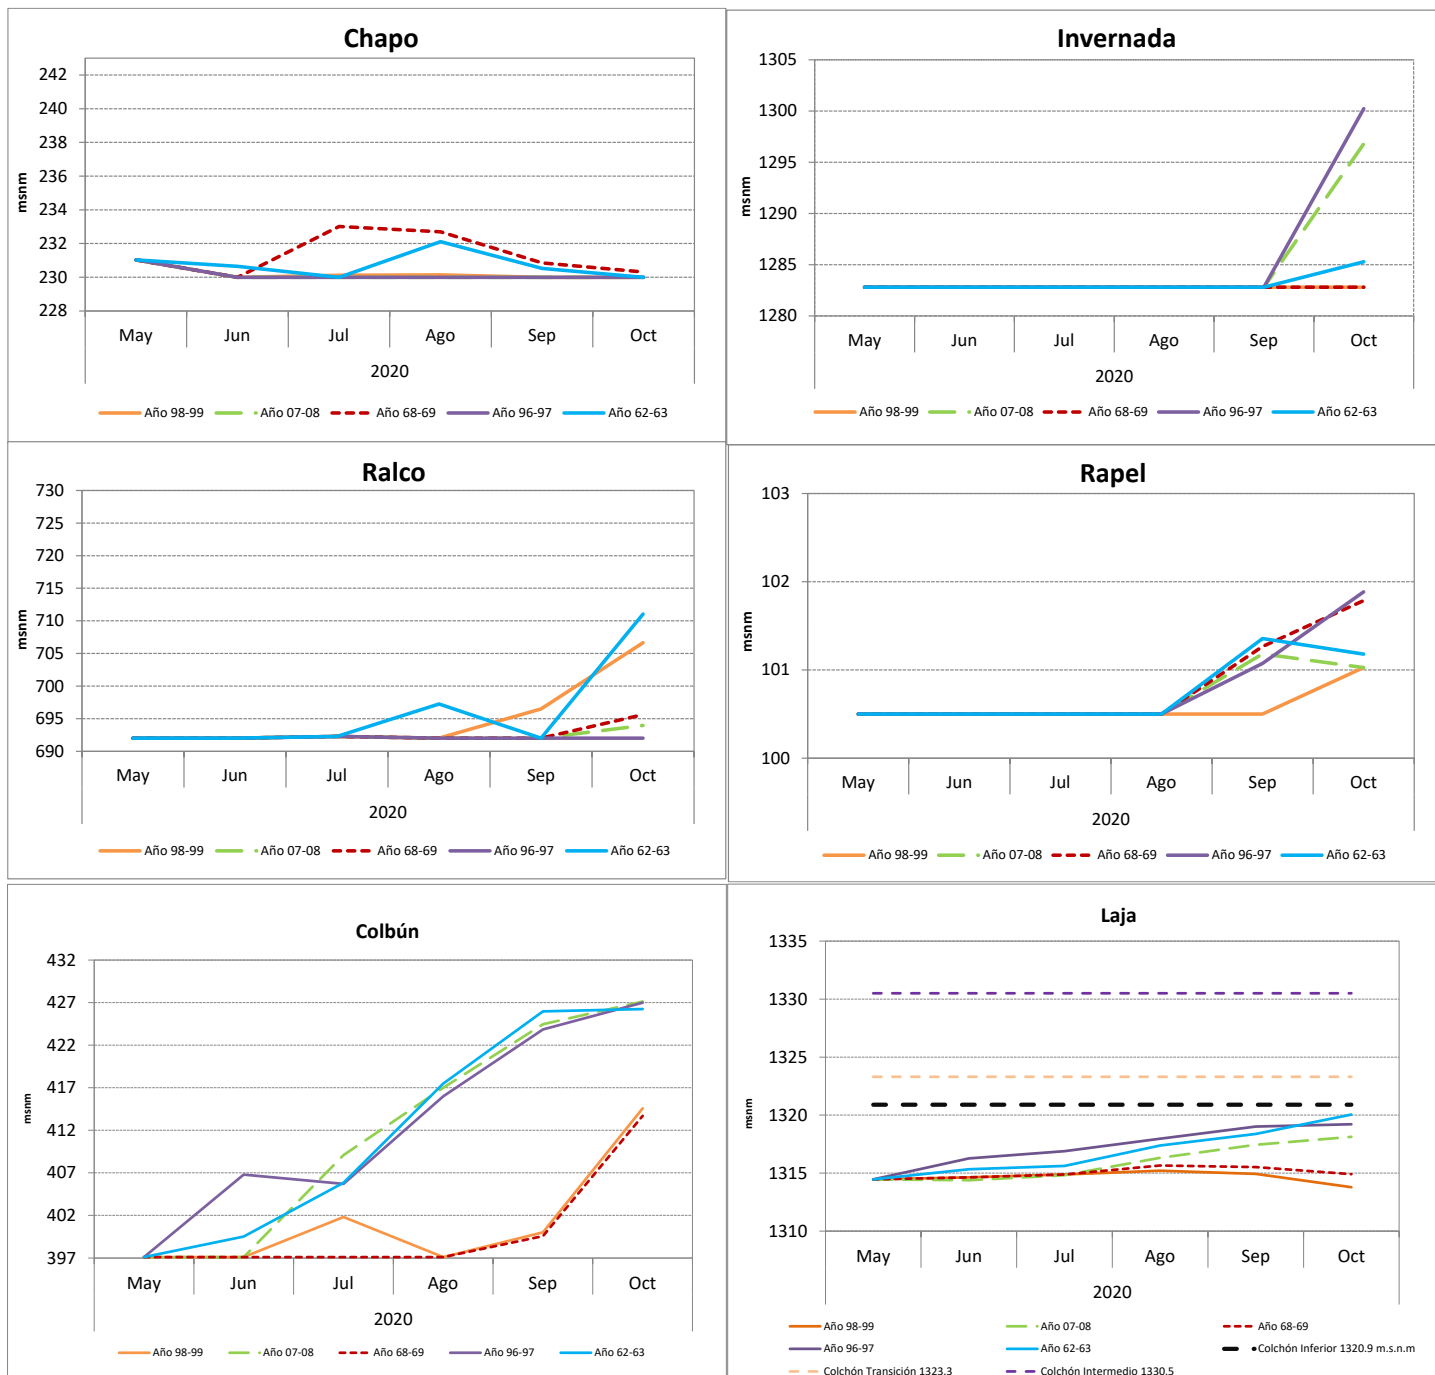 Chapo
242
240
238
236
234
232
230
228
msnm
May Jun Jul Ago Sep Oct
2020
Año 98-99 Año 07-08 Año 68-69 Año 96-97 Año 62-63
Invernada
1305
1300
1295
1290
1285
1280
msnm
May Jun Jul Ago Sep Oct
2020
Año 98-99 Año 07-08 Año 68-69 Año 96-97 Año 62-63
Ralco
730
725
720
715
710
705
700
695
690
msnm
May Jun Jul Ago Sep Oct
2020
Año 98-99 Año 07-08 Año 68-69 Año 96-97 Año 62-63
Rapel
103
102
101
100
msnm
May Jun Jul Ago Sep Oct
2020
Año 98-99 Año 07-08 Año 68-69 Año 96-97 Año 62-63
Colbún
432
427
422
417
412
407
402
397
msnm
May Jun Jul Ago Sep Oct
2020
Año 98-99 Año 07-08 Año 68-69 Año 96-97 Año 62-63
Laja
1335
1330
1325
1320
1315
1310
msnm
May Jun Jul Ago Sep Oct
2020
Año 98-99 Año 07-08 Año 68-69
Año 96-97 Año 62-63 Colchón Inferior 1320.9 m.s.n.m
Colchón Transición 1323.3 Colchón Intermedio 1330.5